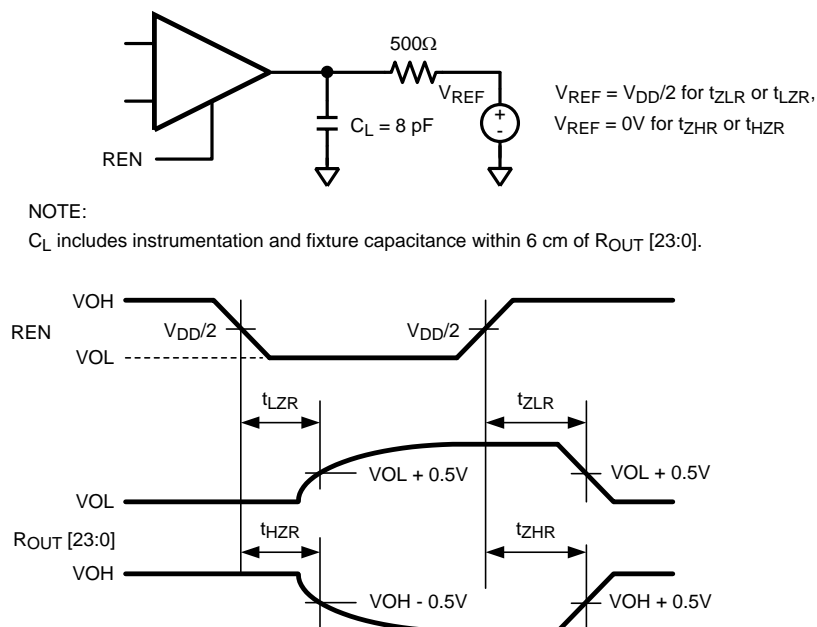 500Ω
VREF
+
-
CL = 8 pF
REN
VREF = VDD/2 for tZLR or tLZR,
VREF = 0V for tZHR or tHZR
NOTE:
CL includes instrumentation and fixture capacitance within 6 cm of ROUT [23:0].
VOH
REN
VDD/2
VDD/2
VOL
tLZR
tZLR
VOL + 0.5V
VOL + 0.5V
VOL
ROUT [23:0]
tHZR
tZHR
VOH
VOH - 0.5V
VOH + 0.5V